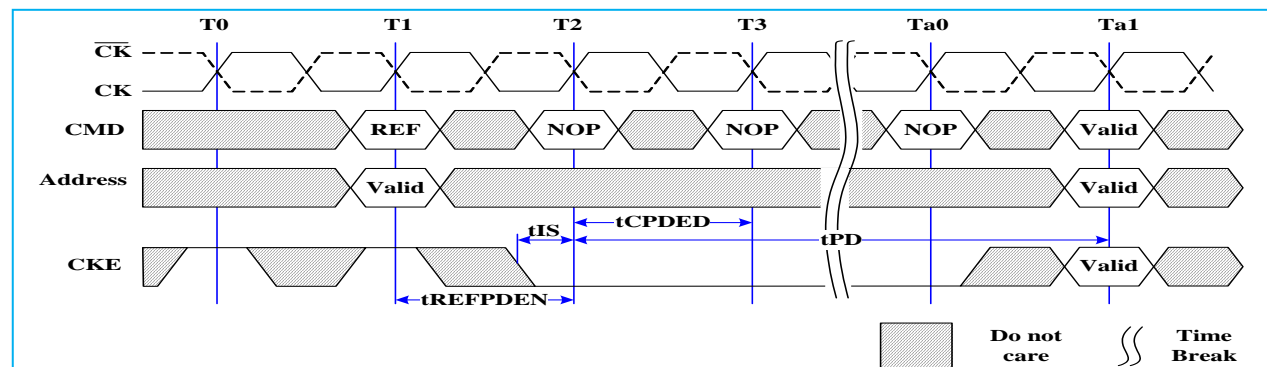 T0 T1 T2 T3 Ta0 Ta1
CK
CK
CMD REF NOP NOP NOP Valid
Address Valid Valid
tCPDED
tIS
tPD
CKE Valid
tREFPDEN
Do not care
Time Break